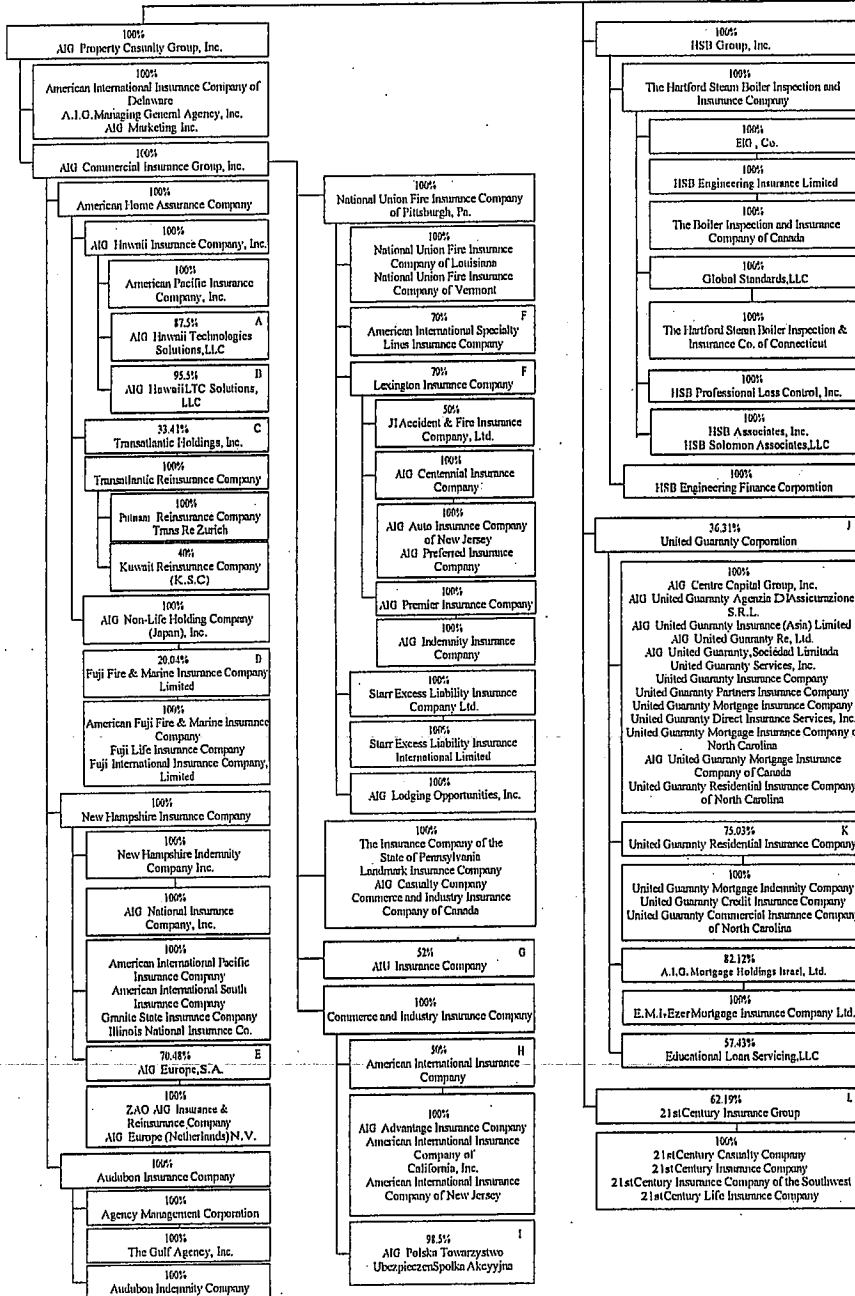 100%
AIG Property Casualty Group, Inc.
100%
American International Insurance Company of
Delaware
A.I.G.Managing General Agency, Inc.
AIG Marketing Inc.
100%
AIG Commercial Insurance Group, Inc.
100%
American Home Assurance Company
100%
AIG Hawaii Insurance Company, Inc.
100%
American Pacific Insurance
Company, Inc.
87.5% A
AIG Hawaii Technologies
Solutions,LLC
95.5% B
AIG HawaiiLTC Solutions,
LLC
33.41% C
Transatlantic Holdings, Inc.
100%
Transatlantic Reinsurance Company
100%
Putnam Reinsurance Company
Trans Re Zurich
40%
Kuwait Reinsurance Company
(K.S.C)
100%
AIG Non-Life Holding Company
(Japan), Inc.
20.04% D
Fuji Fire & Marine Insurance Company
Limited
100%
American Fuji Fire & Marine Insurance
Company
Fuji Life Insurance Company
Fuji International Insurance Company,
Limited
100%
New Hampshire Insurance Company
100%
New Hampshire Indemnity
Company Inc.
100%
AIG National Insurance
Company, Inc.
100%
American International Pacific
Insurance Company
American International South
Insurance Company
Granite State Insurance Company
Illinois National Insurance Co.
70.48% E
AIG Europe,S.A.
100%
ZAO AIG Insurance &
Reinsurance Company
AIG Europe (Netherlands)N.V.
100%
Audubon Insurance Company
100%
Agency Management Corporation
100%
The Gulf Agency, Inc.
100%
Audubon Indemnity Company
100%
National Union Fire Insurance Company
of Pittsburgh, Pa.
100%
National Union Fire Insurance
Company of Louisiana
National Union Fire Insurance
Company of Vermont
70% F
American International Specialty
Lines Insurance Company
70% F
Lexington Insurance Company
50%
JI Accident & Fire Insurance
Company, Ltd.
100%
AIG Centennial Insurance
Company
100%
AIG Auto Insurance Company
of New Jersey
AIG Preferred Insurance
Company
100%
AIG Premier Insurance Company
100%
AIG Indemnity Insurance
Company
100%
Starr Excess Liability Insurance
Company Ltd.
100%
Starr Excess Liability Insurance
International Limited
100%
AIG Lodging Opportunities, Inc.
100%
The Insurance Company of the
State of Pennsylvania
Landmark Insurance Company
AIG Casualty Company
Commerce and Industry Insurance
Company of Canada
52% G
AIU Insurance Company
100%
Commerce and Industry Insurance Company
50% H
American International Insurance
Company
100%
AIG Advantage Insurance Company
American International Insurance
Company of
California, Inc.
American International Insurance
Company of New Jersey
98.5% I
AIG Polska Towarzystwo
UbezpieczenSpolka Akcyjna
100%
HSB Group, Inc.
100%
The Hartford Steam Boiler Inspection and
Insurance Company
100%
EIG , Co.
100%
HSB Engineering Insurance Limited
100%
The Boiler Inspection and Insurance
Company of Canada
100%
Global Standards,LLC
100%
The Hartford Steam Boiler Inspection &
Insurance Co. of Connecticut
100%
HSB Professional Loss Control, Inc.
100%
HSB Associates, Inc.
HSB Solomon Associates,LLC
100%
HSB Engineering Finance Corporation
36.31% J
United Guaranty Corporation
100%
AIG Centre Capital Group, Inc.
AIG United Guaranty Agenzia DIAssicurazione
S.R.L.
AIG United Guaranty Insurance (Asia) Limited
AIG United Guaranty Re, Ltd.
AIG United Guaranty,Sociedad Limitada
United Guaranty Services, Inc.
United Guaranty Insurance Company
United Guaranty Partners Insurance Company
United Guaranty Mortgage Insurance Company
United Guaranty Direct Insurance Services, Inc.
United Guaranty Mortgage Insurance Company o
North Carolina
AIG United Guaranty Mortgage Insurance
Company of Canada
United Guaranty Residential Insurance Company
of North Carolina
75.03% K
United Guaranty Residential Insurance Company
100%
United Guaranty Mortgage Indemnity Company
United Guaranty Credit Insurance Company
United Guaranty Commercial Insurance Company
of North Carolina
82.12%
A.I.G. Mortgage Holdings Israel, Ltd.
100%
E.M.I-EzerMortgage Insurance Company Ltd.
57.43%
Educational Loan Servicing,LLC
62.19% L
21stCentury Insurance Group
100%
21stCentury Casualty Company
21stCentury Insurance Company
21stCentury Insurance Company of the Southwest
21stCentury Life Insurance Company